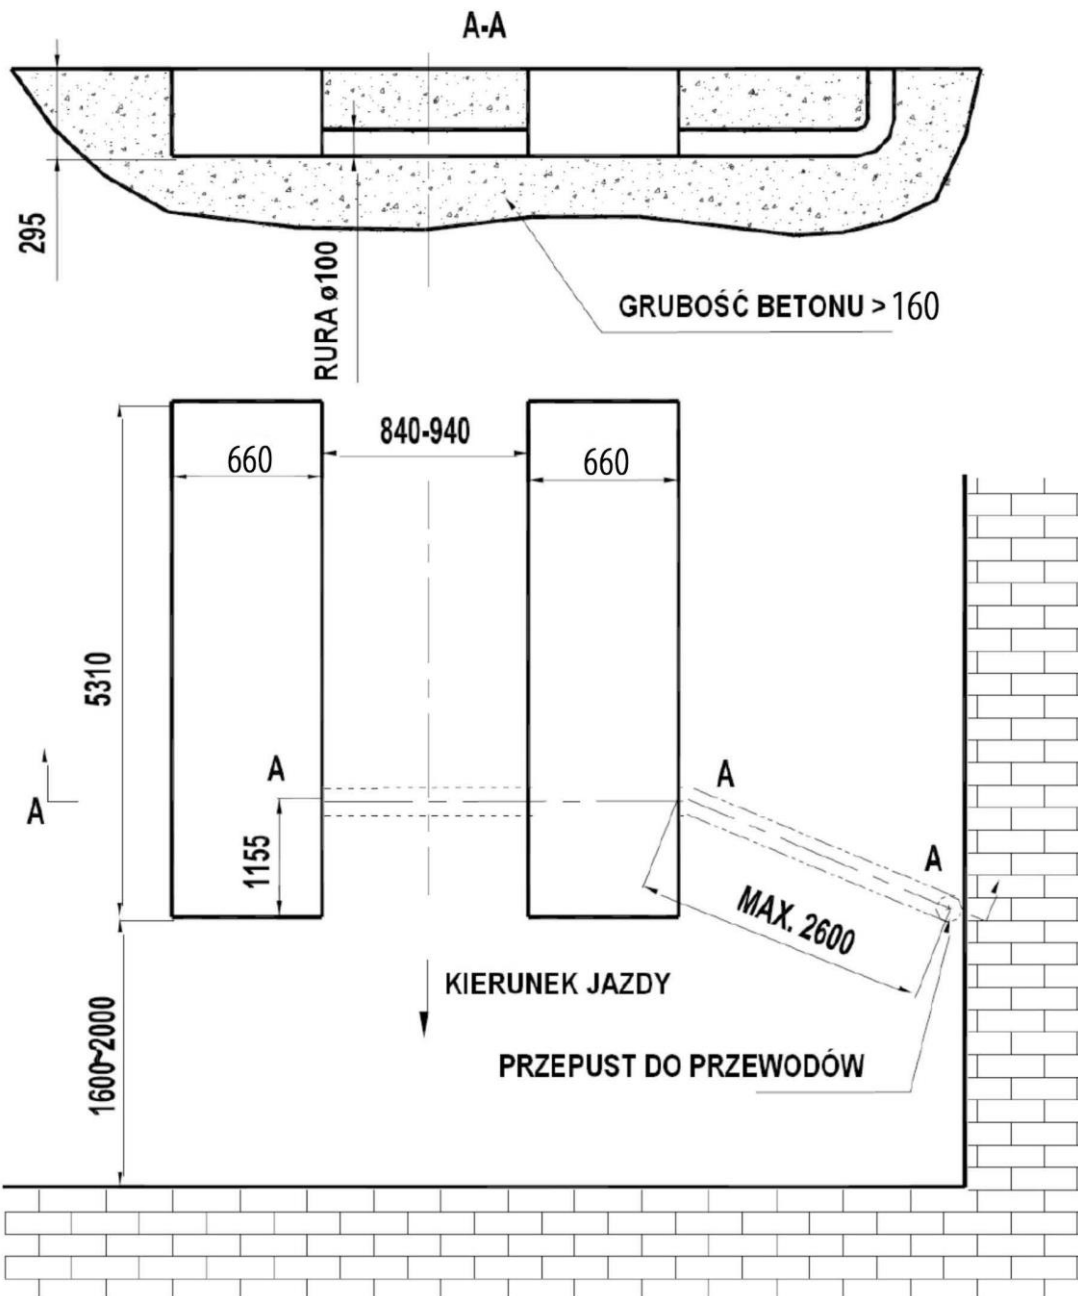 A-A
295
RURA ø100
GRUBOŚĆ BETONU > 160
840-940
660
660
5310
A
A
A
1155
A
MAX. 2600
KIERUNEK JAZDY
1600~2000
PRZEPUST DO PRZEWODÓW